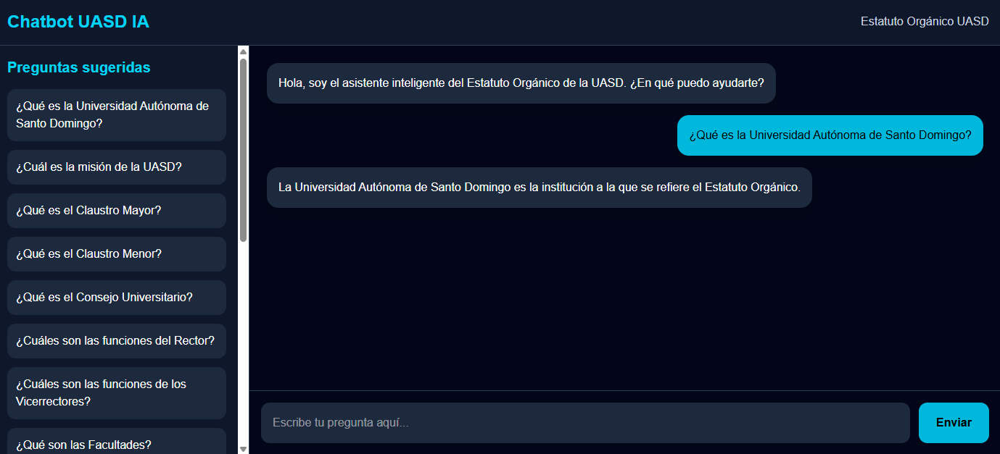 Chatbot UASD IA
Estatuto Orgánico UASD
Preguntas sugeridas
¿Qué es la Universidad Autónoma de
Santo Domingo?
¿Cuál es la misión de la UASD?
¿Qué es el Claustro Mayor?
¿Qué es el Claustro Menor?
¿Qué es el Consejo Universitario?
¿Cuáles son las funciones del Rector?
¿Cuáles son las funciones de los
Vicerrectores?
¿Qué son las Facultades?
Hola, soy el asistente inteligente del Estatuto Orgánico de la UASD. ¿En qué puedo ayudarte?
¿Qué es la Universidad Autónoma de Santo Domingo?
La Universidad Autónoma de Santo Domingo es la institución a la que se refiere el Estatuto Orgánico.
Escribe tu pregunta aquí...
Enviar